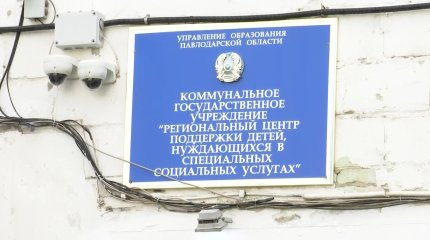 УПРАВЛЕНИЕ ОБРАЗОВАНИЯ
ПАВЛОДАРСКОЙ ОБЛАСТИ
КОММУНАЛЬНОЕ
ГОСУДАРСТВЕННОЕ
УЧРЕЖДЕНИЕ
"РЕГИОНАЛЬНЫЙ ЦЕНТР
ПОДДЕРЖКИ ДЕТЕЙ,
НУЖДАЮЩИХСЯ В
СПЕЦИАЛЬНЫХ
СОЦИАЛЬНЫХ УСЛУГАХ"